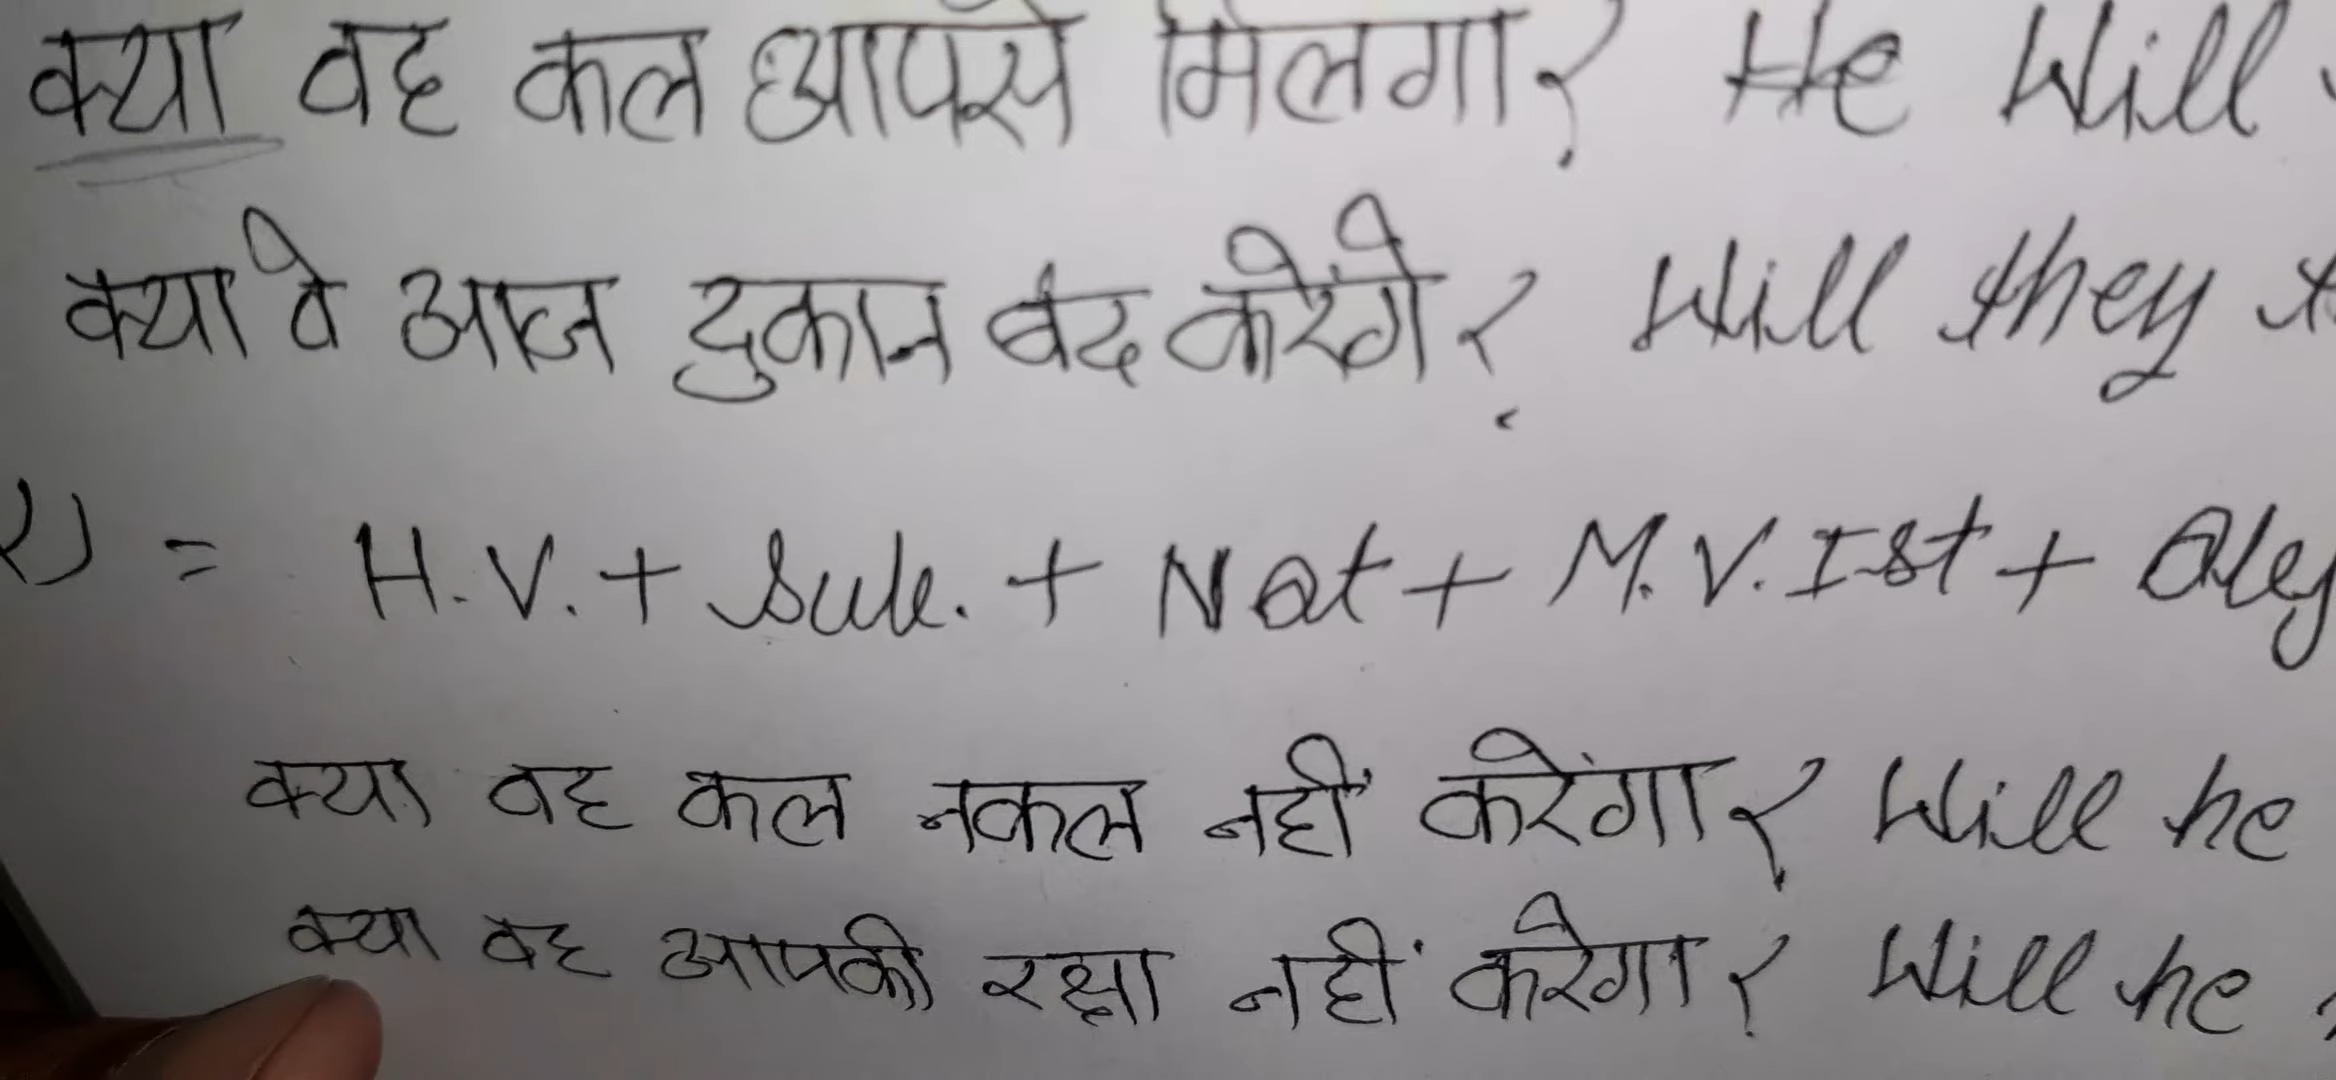 क्या वह कल आपसे मिलगा? He Will
क्या वे आज दुकान बंद करेंगे? Will they
= H.V. + Sub. + Not + M.V. Ist + Obj
क्या वह कल नकल नहीं करेंगा? Will he
क्या वह आपकी रक्षा नहीं करेगा? Will he